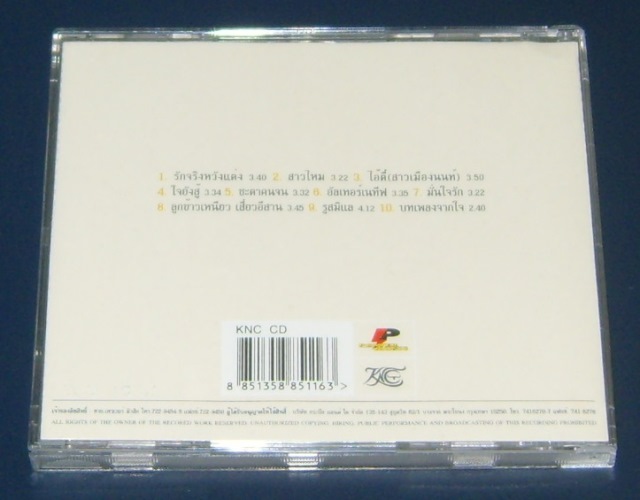 1. รักจริงหวังแต่ง 3.40 2. สาวไหม 3.22 3. โอ้ดี้(สาวเมืองนนท์) 3.50
4. ใจยังสู้ 3.34 5. ชะตาคนจน 3.32 6. อัลเทอร์เนทีฟ 3.35 7. มั่นใจรัก 3.22
8. ลูกข้าวเหนียว เสี่ยวอีสาน 3.45 9. รูสมิแล 4.12 10. บทเพลงจากใจ 2.40
KNC CD
8 851358 851163 >
P
KNC
ALL RIGHTS OF THE OWNER OF THE RECORDED WORK RESERVED. UNAUTHORIZED COPYING, PUBLIC PERFORMANCE AND BROADCASTING OF THIS RECORDING PROHIBITED